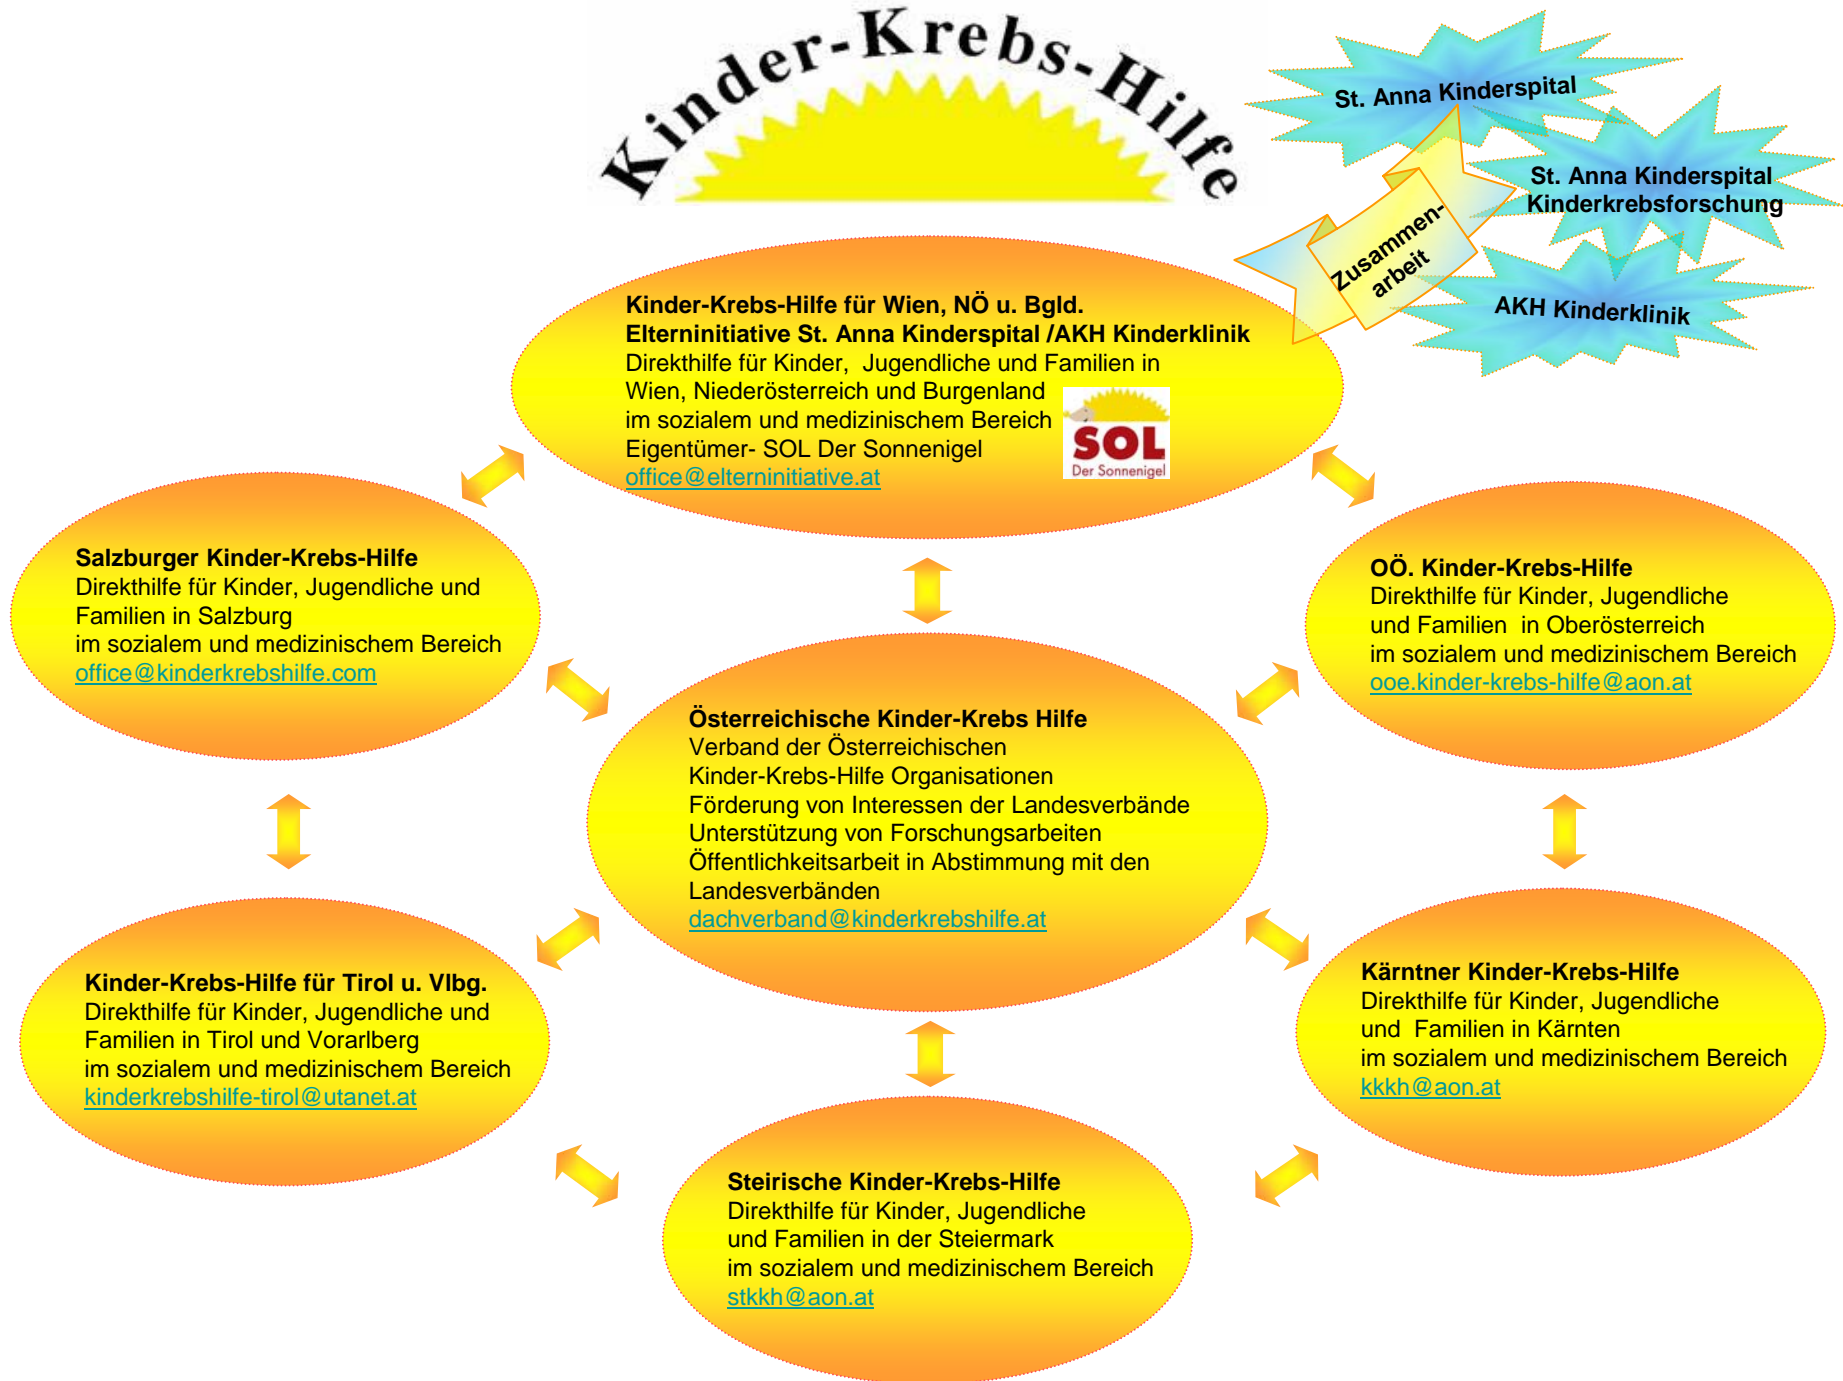 Kinder-Krebs-Hilfe
St. Anna Kinderspital
St. Anna Kinderspital
Kinderkrebsforschung
AKH Kinderklinik
Zusammen-
arbeit
Kinder-Krebs-Hilfe für Wien, NÖ u. Bgld.
Elterninitiative St. Anna Kinderspital /AKH Kinderklinik
Direkthilfe für Kinder, Jugendliche und Familien in
Wien, Niederösterreich und Burgenland
im sozialem und medizinischem Bereich
Eigentümer- SOL Der Sonnenigel
office@elterninitiative.at
SOL
Der Sonnenigel
Salzburger Kinder-Krebs-Hilfe
Direkthilfe für Kinder, Jugendliche und
Familien in Salzburg
im sozialem und medizinischem Bereich
office@kinderkrebshilfe.com
OÖ. Kinder-Krebs-Hilfe
Direkthilfe für Kinder, Jugendliche
und Familien in Oberösterreich
im sozialem und medizinischem Bereich
ooe.kinder-krebs-hilfe@aon.at
Österreichische Kinder-Krebs Hilfe
Verband der Österreichischen
Kinder-Krebs-Hilfe Organisationen
Förderung von Interessen der Landesverbände
Unterstützung von Forschungsarbeiten
Öffentlichkeitsarbeit in Abstimmung mit den
Landesverbänden
dachverband@kinderkrebshilfe.at
Kinder-Krebs-Hilfe für Tirol u. Vlbg.
Direkthilfe für Kinder, Jugendliche und
Familien in Tirol und Vorarlberg
im sozialem und medizinischem Bereich
kinderkrebshilfe-tirol@utanet.at
Kärntner Kinder-Krebs-Hilfe
Direkthilfe für Kinder, Jugendliche
und Familien in Kärnten
im sozialem und medizinischem Bereich
kkkh@aon.at
Steirische Kinder-Krebs-Hilfe
Direkthilfe für Kinder, Jugendliche
und Familien in der Steiermark
im sozialem und medizinischem Bereich
stkkh@aon.at